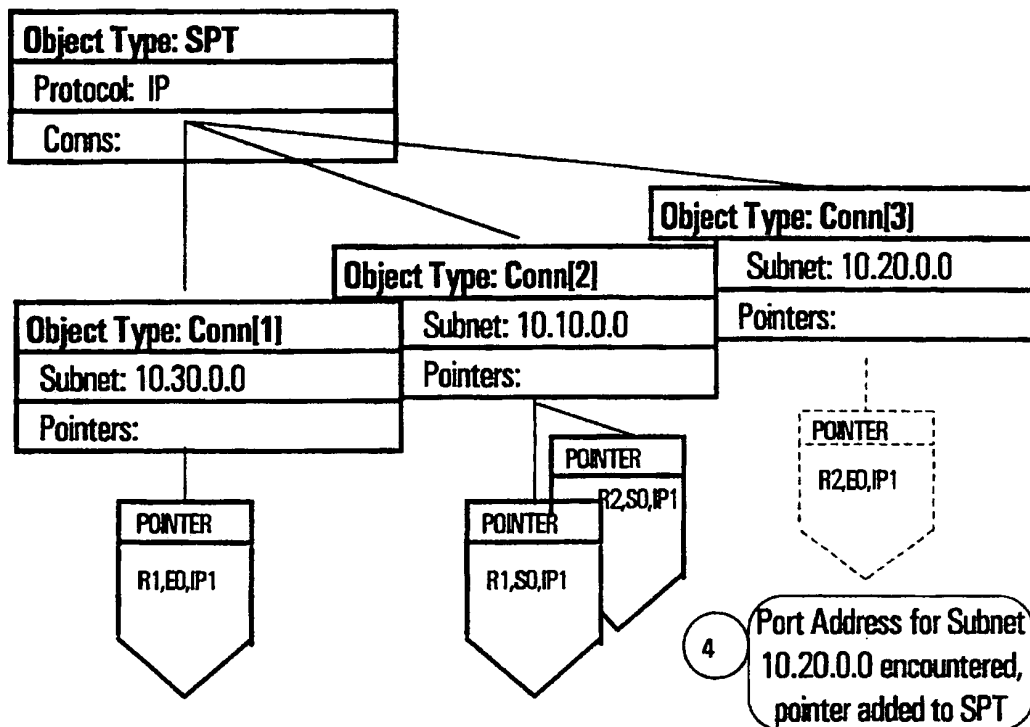 Object Type: SPT
Protocol: IP
Conns:
Object Type: Conn[3]
Subnet: 10.20.0.0
Pointers:
Object Type: Conn[2]
Subnet: 10.10.0.0
Pointers:
Object Type: Conn[1]
Subnet: 10.30.0.0
Pointers:
POINTER
R1,E0,IP1
POINTER
R1,S0,IP1
POINTER
R2,S0,IP1
POINTER
R2,E0,IP1
4
Port Address for Subnet
10.20.0.0 encountered,
pointer added to SPT